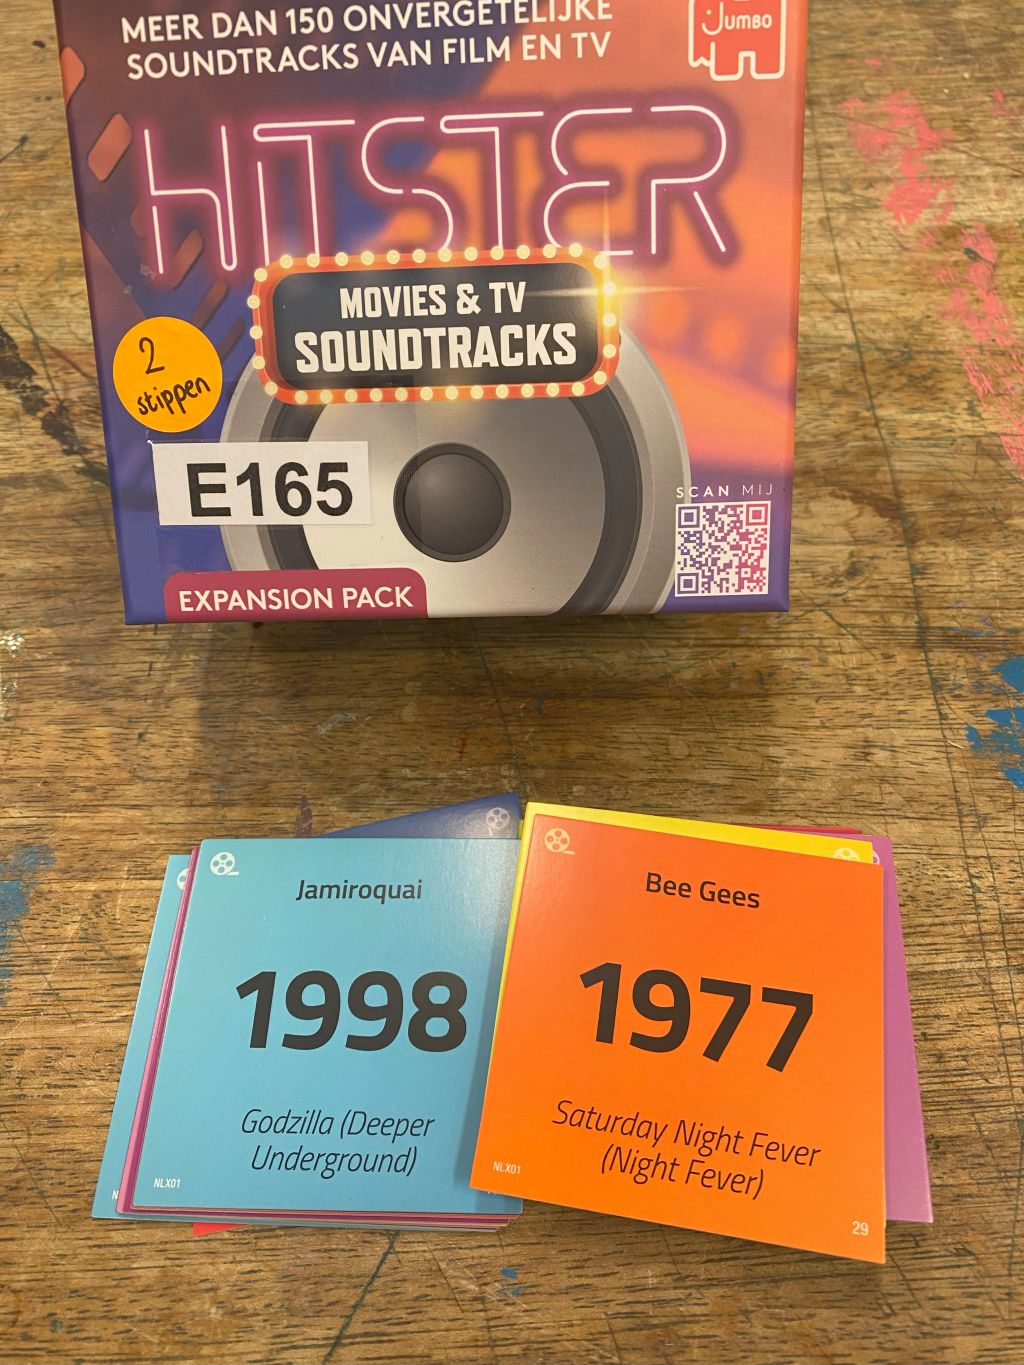 MEER DAN 150 ONVERGETELIJKE
SOUNDTRACKS VAN FILM EN TV
JUMBO
HITSTER
MOVIES & TV
SOUNDTRACKS
2
stippen
E165
SCAN MIJ
EXPANSION PACK
Jamiroquai
1998
Godzilla (Deeper
Underground)
NLX01
Bee Gees
1977
Saturday Night Fever
(Night Fever)
NLX01
29